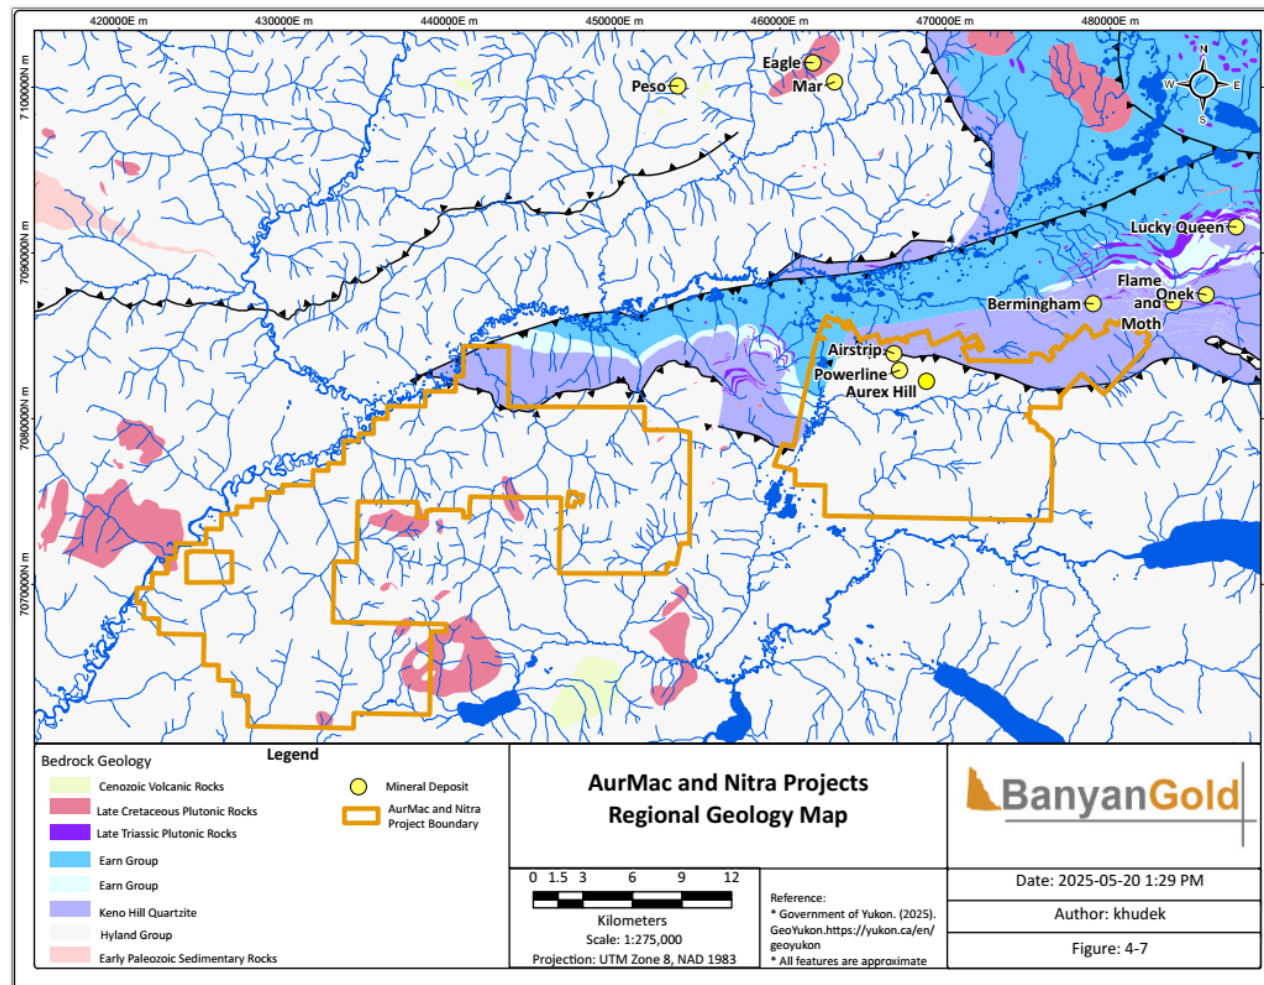 420000E m
430000E m
440000E m
450000E m
460000E m
470000E m
480000E m
7100000N m
7090000N m
7080000N m
7070000N m
N
W
E
S
Eagle
Peso
Mar
Lucky Queen
Flame
and
Moth
Onek
Bermingham
Airstrip
Powerline
Aurex Hill
Legend
Bedrock Geology
Cenozoic Volcanic Rocks
Late Cretaceous Plutonic Rocks
Late Triassic Plutonic Rocks
Earn Group
Earn Group
Keno Hill Quartzite
Hyland Group
Early Paleozoic Sedimentary Rocks
Mineral Deposit
AurMac and Nitra
Project Boundary
AurMac and Nitra Projects
Regional Geology Map
0 1.5 3 6 9 12
Kilometers
Scale: 1:275,000
Projection: UTM Zone 8, NAD 1983
Reference:
* Government of Yukon. (2025).
GeoYukon.https://yukon.ca/en/
geoyukon
* All features are approximate
BanyanGold
Date: 2025-05-20 1:29 PM
Author: khudek
Figure: 4-7